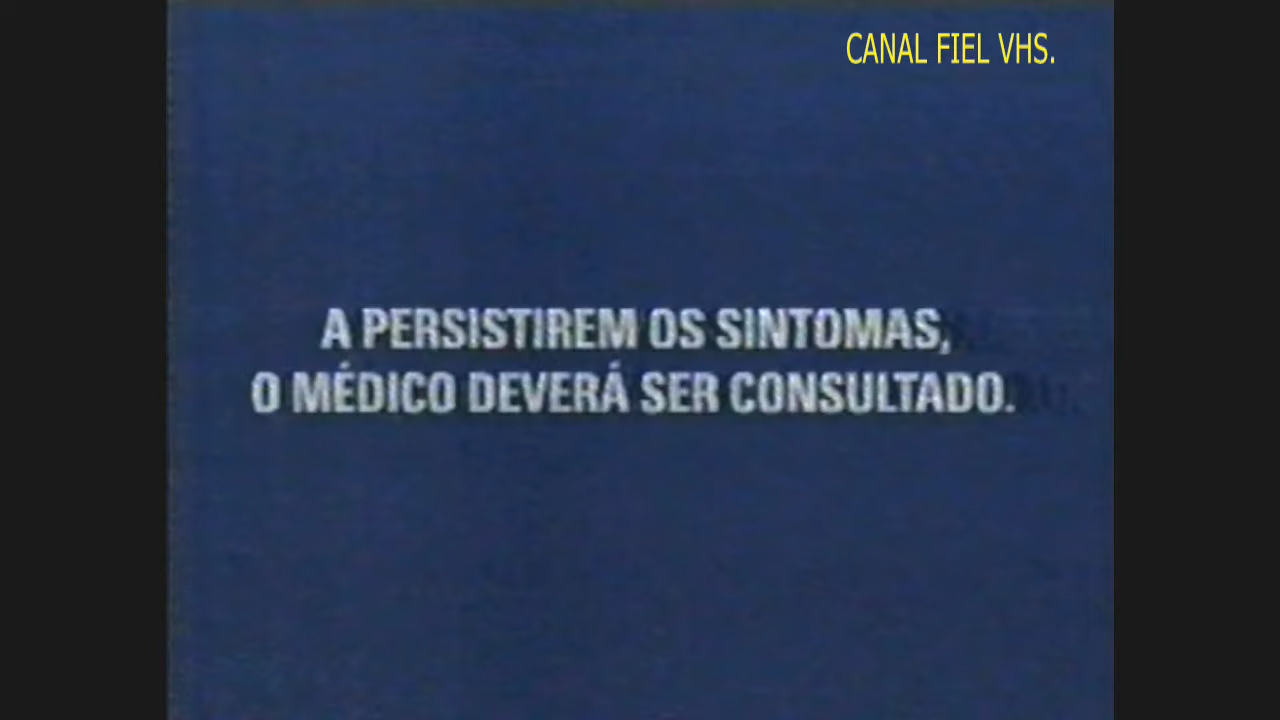 CANAL FIEL VHS.
A PERSISTIREM OS SINTOMAS,
O MÉDICO DEVERÁ SER CONSULTADO.